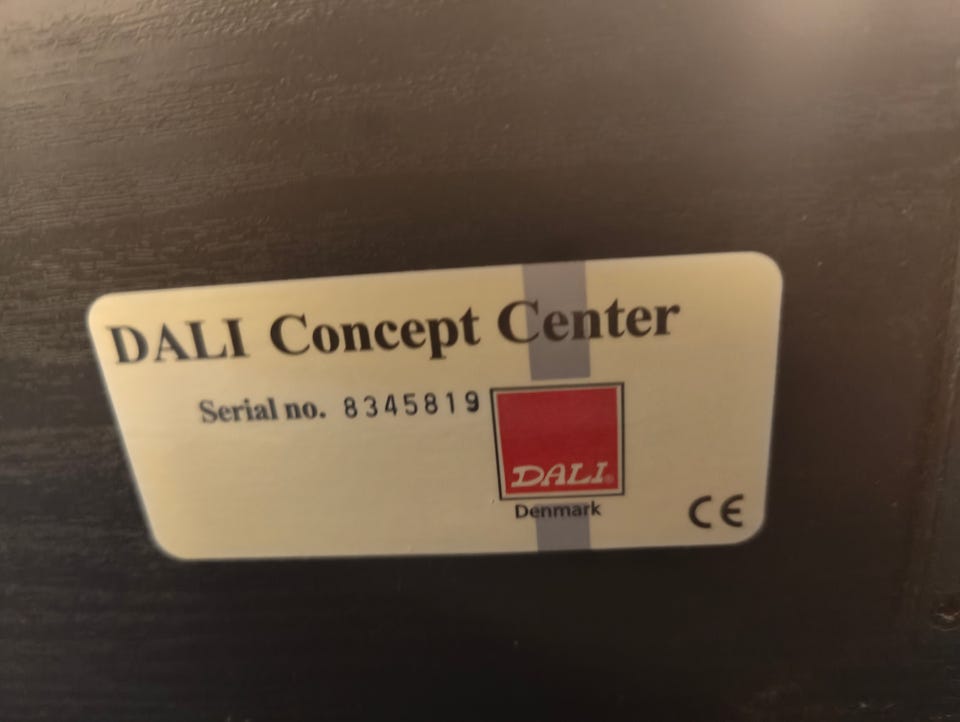 DALI Concept Center
Serial no. 8345819
DALI®
Denmark
CE